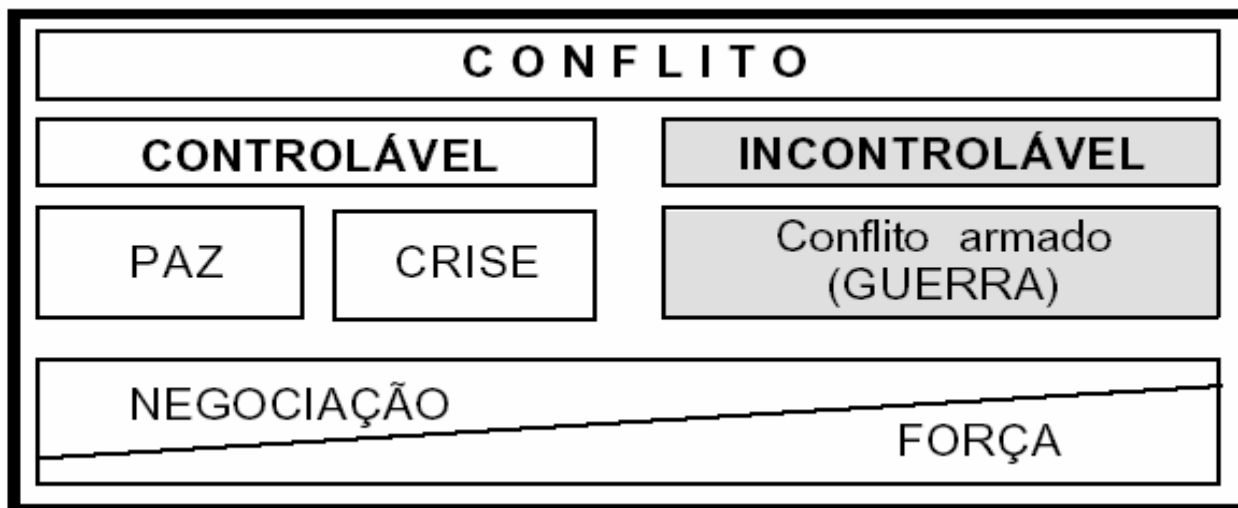 CONFLITO
CONTROLÁVEL
INCONTROLÁVEL
PAZ
CRISE
Conflito armado
(GUERRA)
NEGOCIAÇÃO
FORÇA